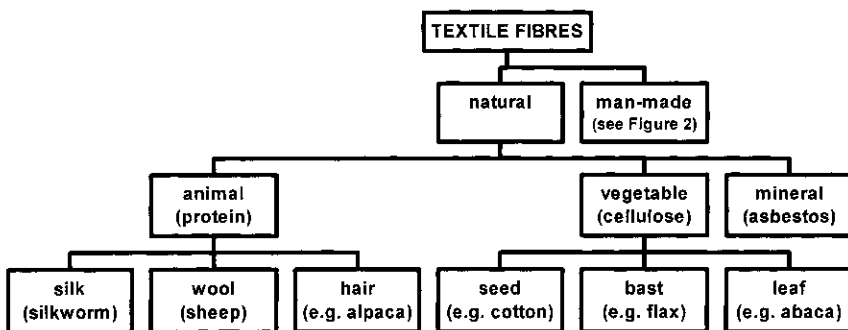 TEXTILE FIBRES
natural
man-made
(see Figure 2)
animal
(protein)
vegetable
(cellulose)
mineral
(asbestos)
silk
(silkworm)
wool
(sheep)
hair
(e.g. alpaca)
seed
(e.g. cotton)
bast
(e.g. flax)
leaf
(e.g. abaca)